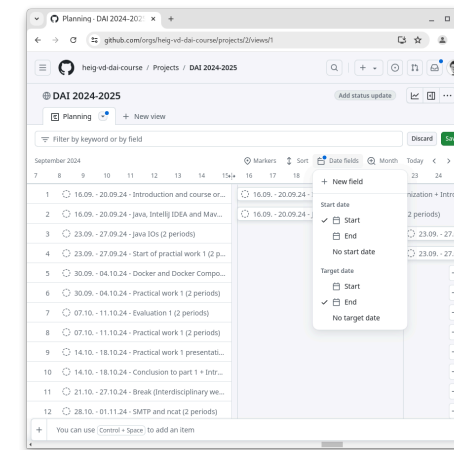 Planning · DAI 2024-2025
github.com/orgs/heig-vd-dai-course/projects/2/views/1
heig-vd-dai-course / Projects / DAI 2024-2025
DAI 2024-2025
Add status update
Planning
+ New view
Filter by keyword or by field
Discard
September 2024
Markers
Sort
Date fields
Month
Today
7 8 9 10 11 12 13 14 15 16 17 18 23 24
+ New field
Start date
Start
End
No start date
Target date
Start
End
No target date
1 16.09. - 20.09.24 - Introduction and course or...
16.09. - 20.09.24 -
nization + Intro
2 16.09. - 20.09.24 - Java, Intellij IDEA and Mav...
16.09. - 20.09.24 -
2 periods)
3 23.09. - 27.09.24 - Java IOs (2 periods)
23.09. - 27.
4 23.09. - 27.09.24 - Start of practial work 1 (2 p...
23.09. - 27.
5 30.09. - 04.10.24 - Docker and Docker Compo...
6 30.09. - 04.10.24 - Practical work 1 (2 periods)
7 07.10. - 11.10.24 - Evaluation 1 (2 periods)
8 07.10. - 11.10.24 - Practical work 1 (2 periods)
9 14.10. - 18.10.24 - Practical work 1 presentati...
10 14.10. - 18.10.24 - Conclusion to part 1 + Intr...
11 21.10. - 27.10.24 - Break (Interdisciplinary we...
12 28.10. - 01.11.24 - SMTP and ncat (2 periods)
+ You can use Control + Space to add an item